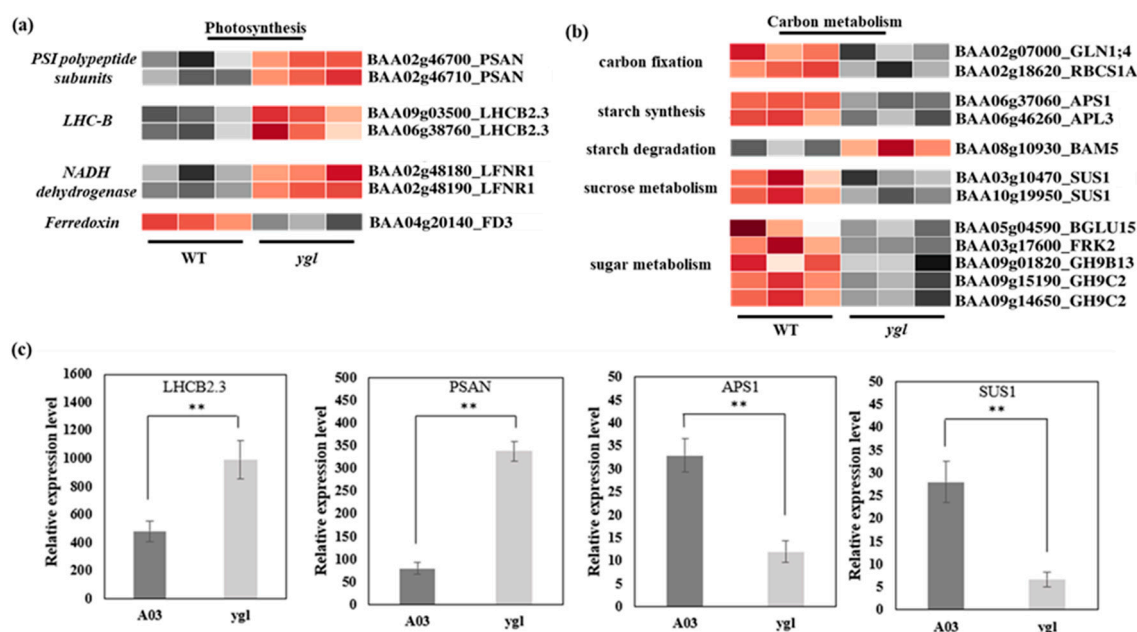 (a)
Photosynthesis
PSI polypeptide
subunits
BAA02g46700_PSAN
BAA02g46710_PSAN
LHC-B
BAA09g03500_LHCB2.3
BAA06g38760_LHCB2.3
NADH
dehydrogenase
BAA02g48180_LFNR1
BAA02g48190_LFNR1
Ferredoxin
BAA04g20140_FD3
WT
ygl
(b)
Carbon metabolism
carbon fixation
BAA02g07000_GLN1;4
BAA02g18620_RBCS1A
starch synthesis
BAA06g37060_APS1
BAA06g46260_APL3
starch degradation
BAA08g10930_BAM5
sucrose metabolism
BAA03g10470_SUS1
BAA10g19950_SUS1
sugar metabolism
BAA05g04590_BGLU15
BAA03g17600_FRK2
BAA09g01820_GH9B13
BAA09g15190_GH9C2
BAA09g14650_GH9C2
WT
ygl
(c)
LHCB2.3
**
Relative expression level
1600
1400
1200
1000
800
600
400
200
0
A03
ygl
PSAN
**
Relative expression level
500
450
400
350
300
250
200
150
100
50
0
A03
ygl
APS1
**
Relative expression level
50
45
40
35
30
25
20
15
10
5
0
A03
ygl
SUS1
**
Relative expression level
50
45
40
35
30
25
20
15
10
5
0
A03
ygl